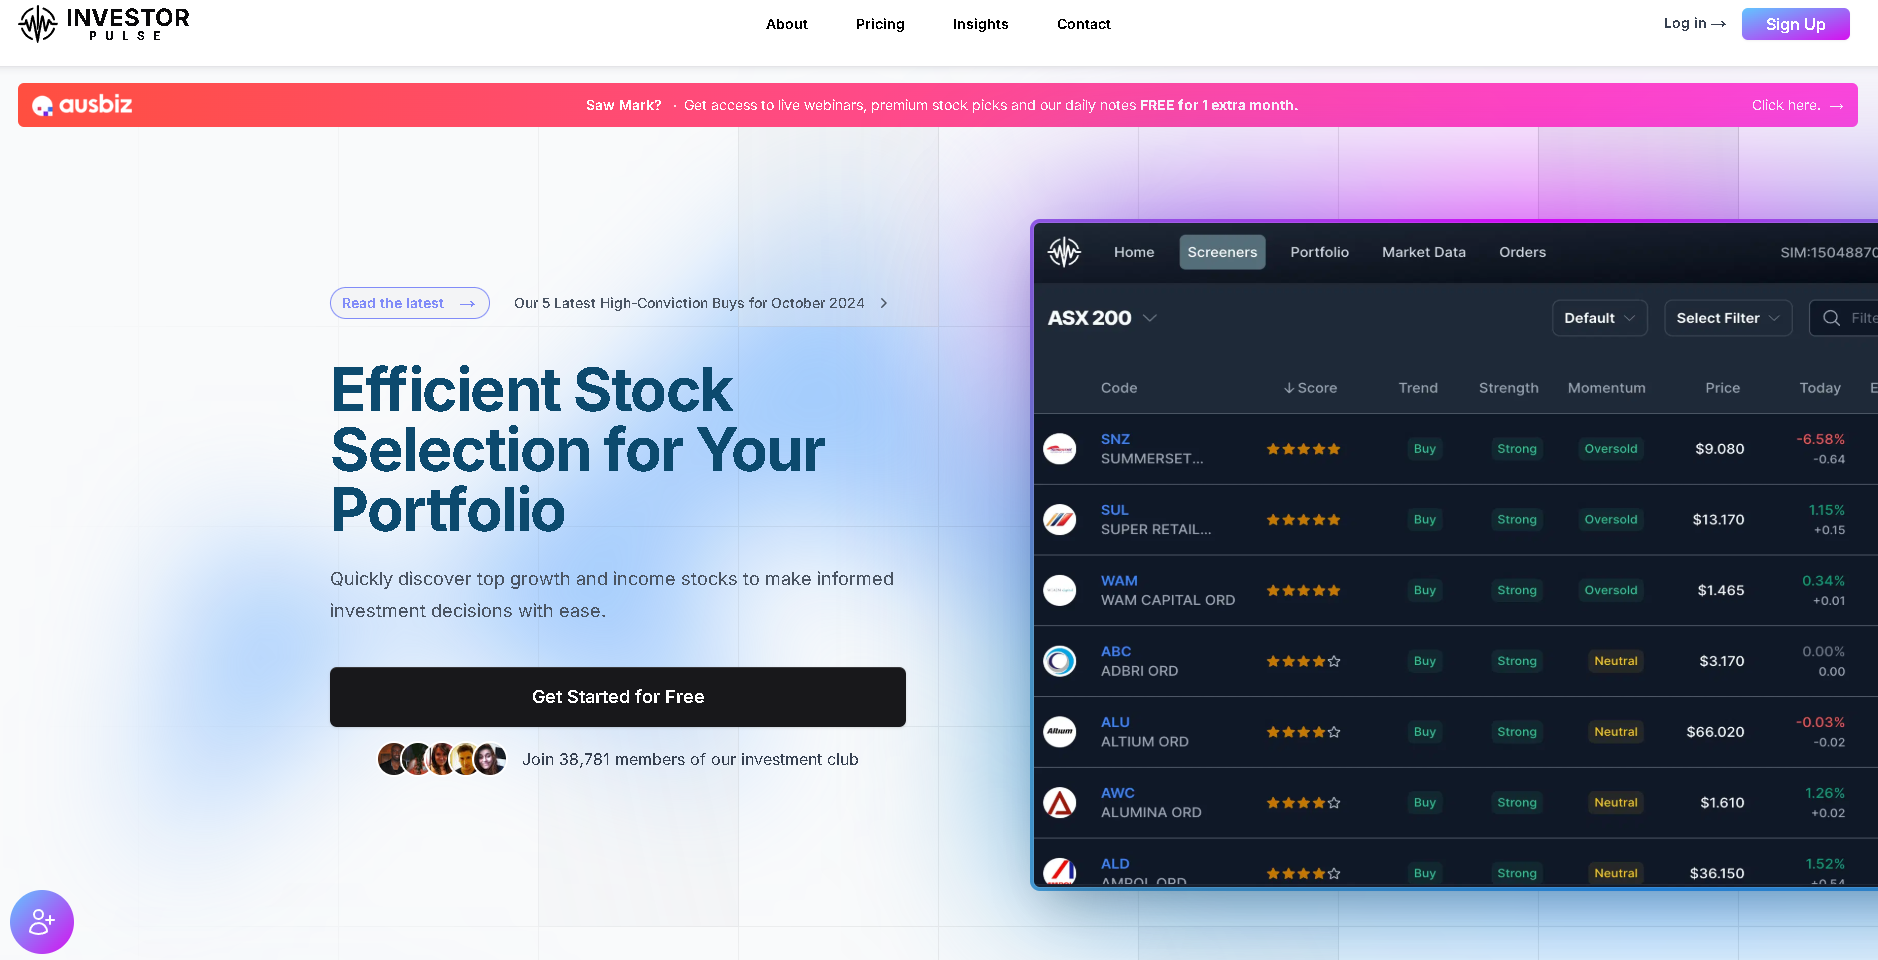 INVESTOR
PULSE
About Pricing Insights Contact
Log in → Sign Up
ausbiz
Saw Mark? · Get access to live webinars, premium stock picks and our daily notes FREE for 1 extra month.
Click here. →
Read the latest →
Our 5 Latest High-Conviction Buys for October 2024
Efficient Stock
Selection for Your
Portfolio
Quickly discover top growth and income stocks to make informed
investment decisions with ease.
Get Started for Free
Join 38,781 members of our investment club
Home Screeners Portfolio Market Data Orders SIM:15048870
ASX 200 Default Select Filter Filte
Code ↓ Score Trend Strength Momentum Price Today E
SNZ
SUMMERSET... Buy Strong Oversold $9.080 -6.58%
-0.64
SUL
SUPER RETAIL... Buy Strong Oversold $13.170 1.15%
+0.15
WAM
WAM CAPITAL ORD Buy Strong Oversold $1.465 0.34%
+0.01
ABC
ADBRI ORD Buy Strong Neutral $3.170 0.00%
0.00
Altium
ALU
ALTIUM ORD Buy Strong Neutral $66.020 -0.03%
-0.02
AWC
ALUMINA ORD Buy Strong Neutral $1.610 1.26%
+0.02
ALD
AMPOL ORD Buy Strong Neutral $36.150 1.52%
+0.54